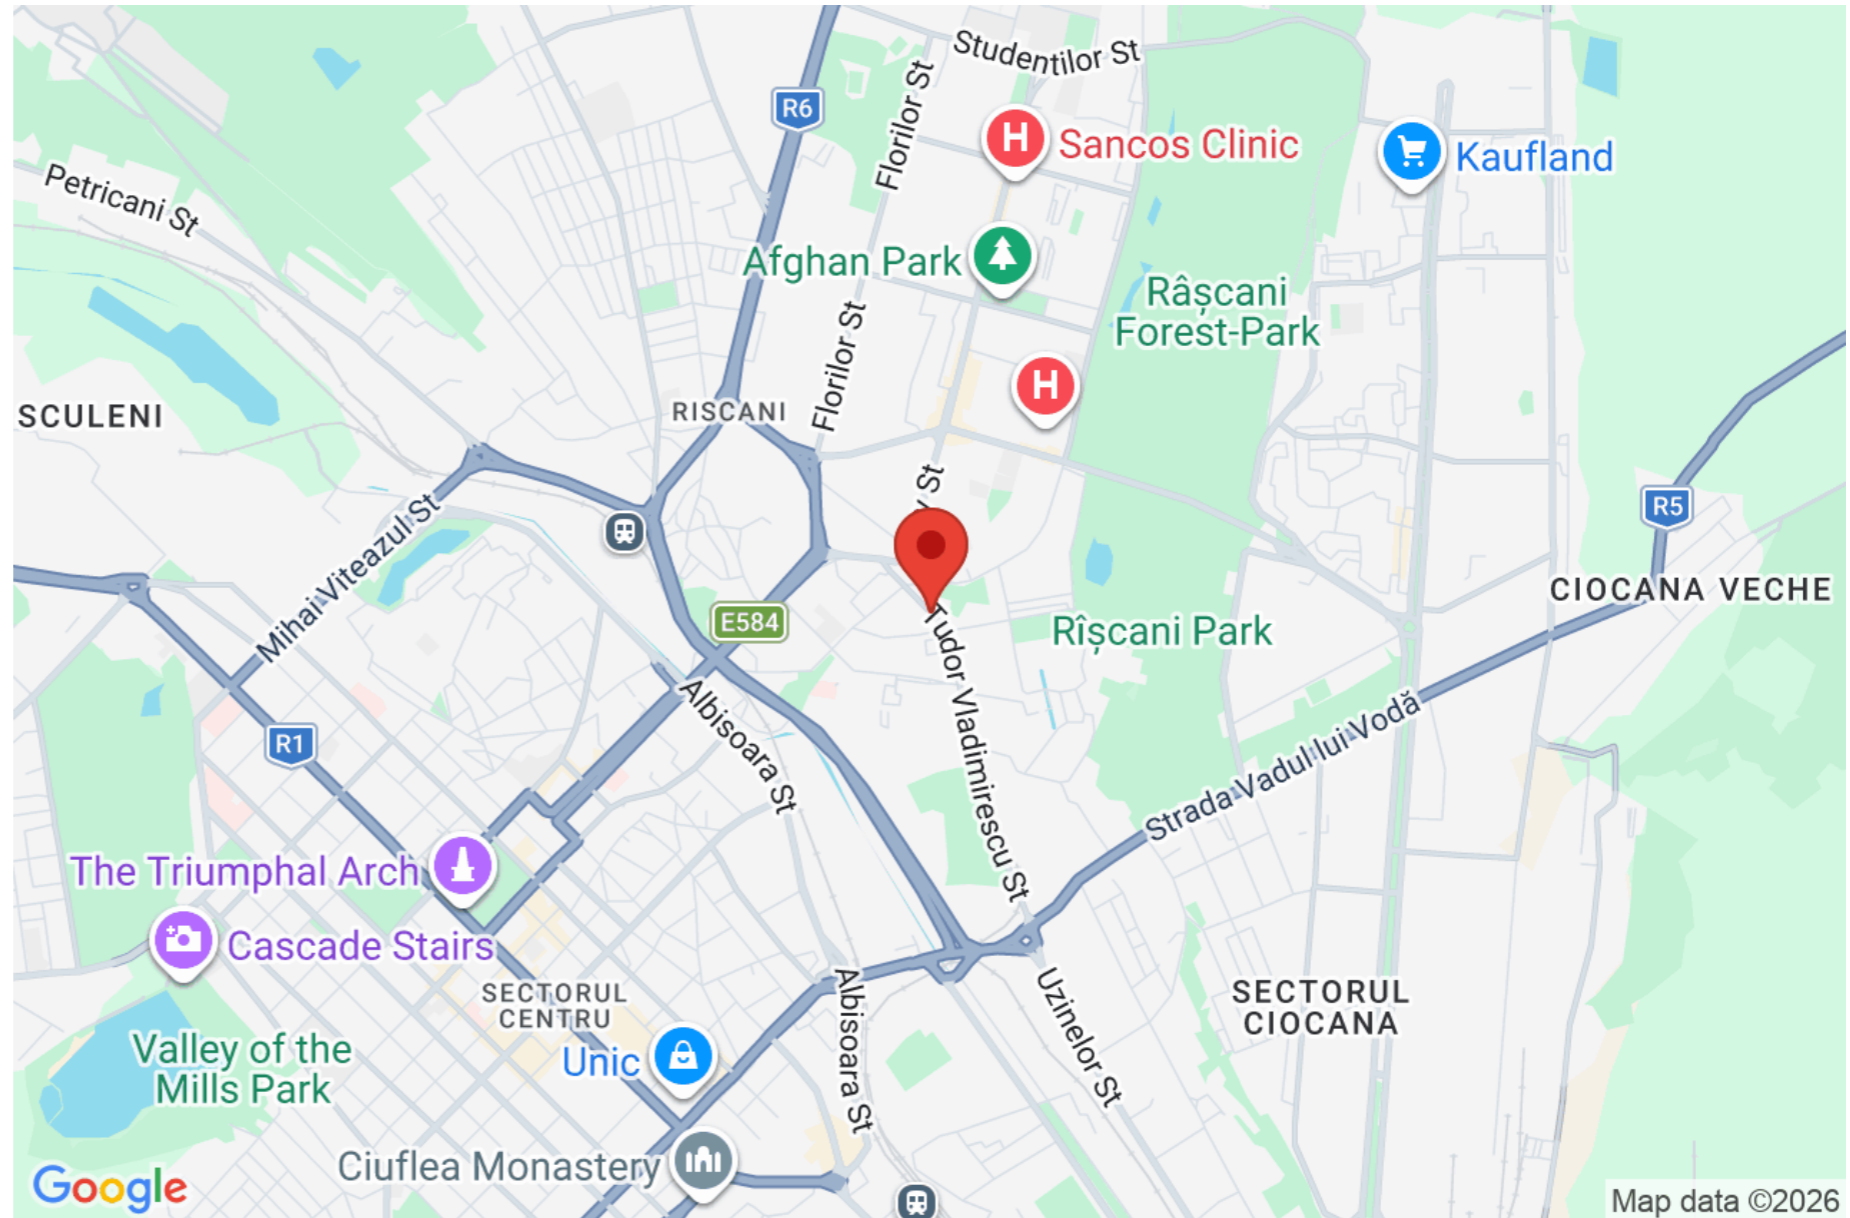 Studentilor St
R6
Florilor St
H
Sancos Clinic
Kaufland
Petricani St
Afghan Park
Râșcani
Forest-Park
Florilor St
H
RISCANI
SCULENI
St
R5
Mihai Viteazul St
CIOCANA VECHE
E584
Rîșcani Park
Tudor Vladimirescu St
Albisoara St
R1
Strada Vadul lui Vodă
The Triumphal Arch
Cascade Stairs
SECTORUL
CENTRU
Albisoara St
Uzinelor St
SECTORUL
CIOCANA
Valley of the
Mills Park
Unic
Ciuflea Monastery
Google
Map data ©2026